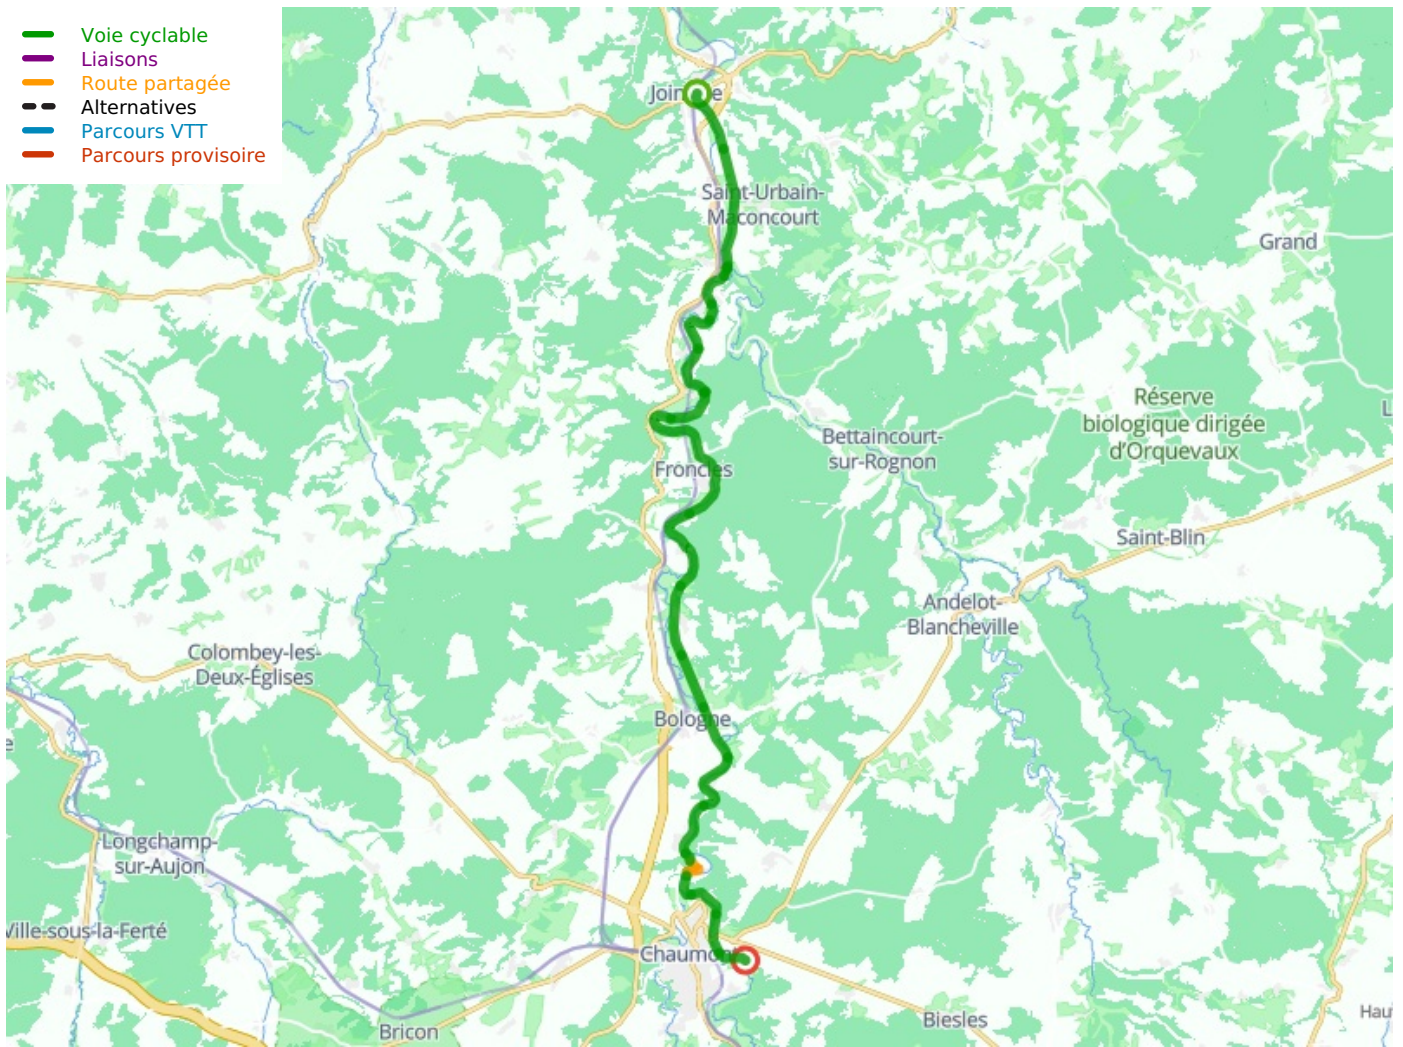 Voie cyclable
Liaisons
Route partagée
Alternatives
Parcours VTT
Parcours provisoire
Saint-Urbain-
Maconcourt
Grand
Réserve
biologique dirigée
d'Orquevaux
Bettaincourt-
sur-Rognon
Froncles
Saint-Blin
Andelot-
Blancheville
Colombey-les-
Deux-Églises
Bologne
Longchamp-
sur-Aujon
Ville-sous-la-Ferté
Bricon
Biesles